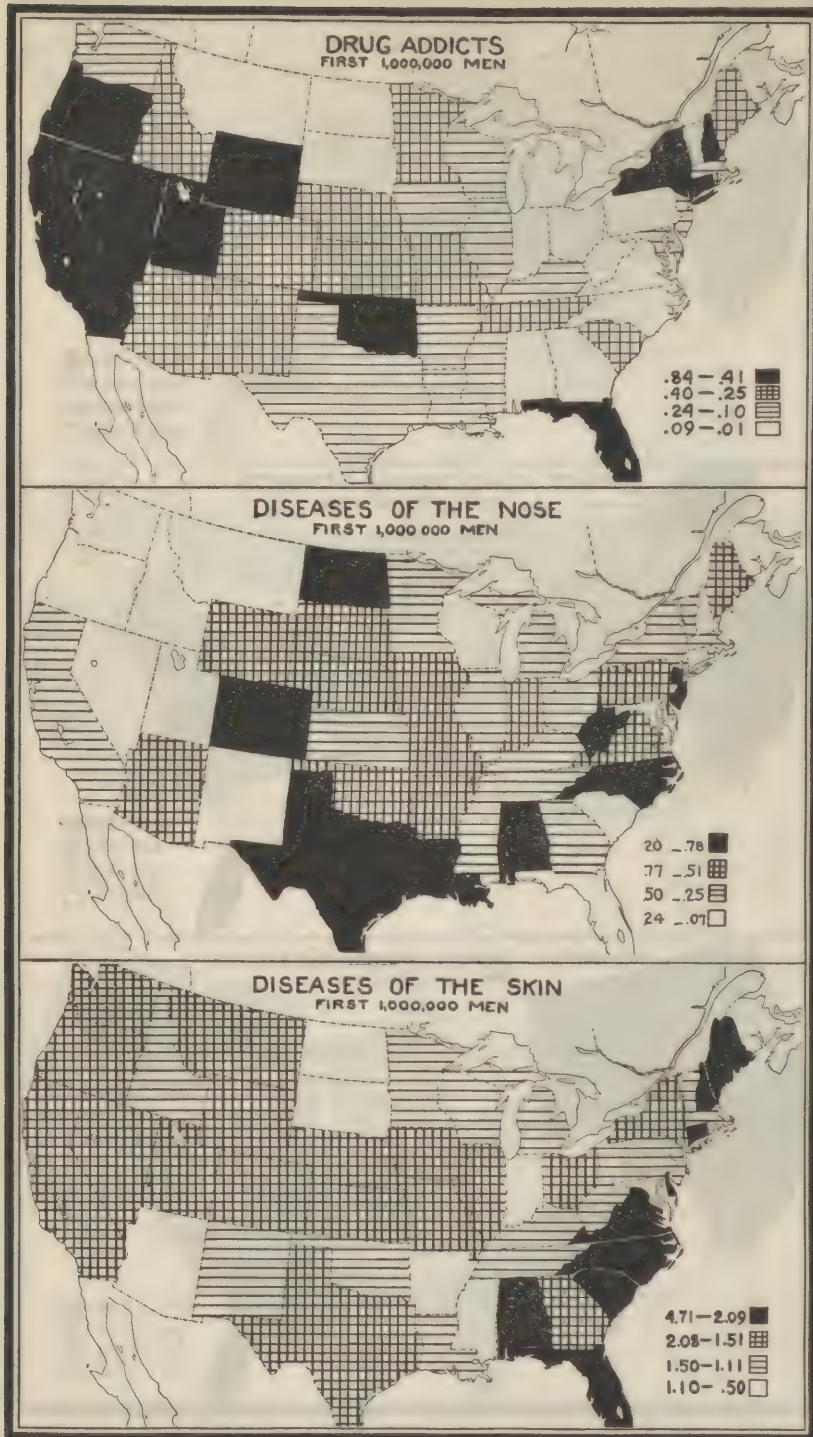 DRUG ADDICTS
FIRST 1,000,000 MEN
.84–.41
.40–.25
.24–.10
.09–.01
DISEASES OF THE NOSE
FIRST 1,000 000 MEN
2.0 –.78
.77 –.51
.50 –.25
24 –.07
DISEASES OF THE SKIN
FIRST 1,000,000 MEN
4.71–2.09
2.08–1.51
1.50–1.11
1.10– .50